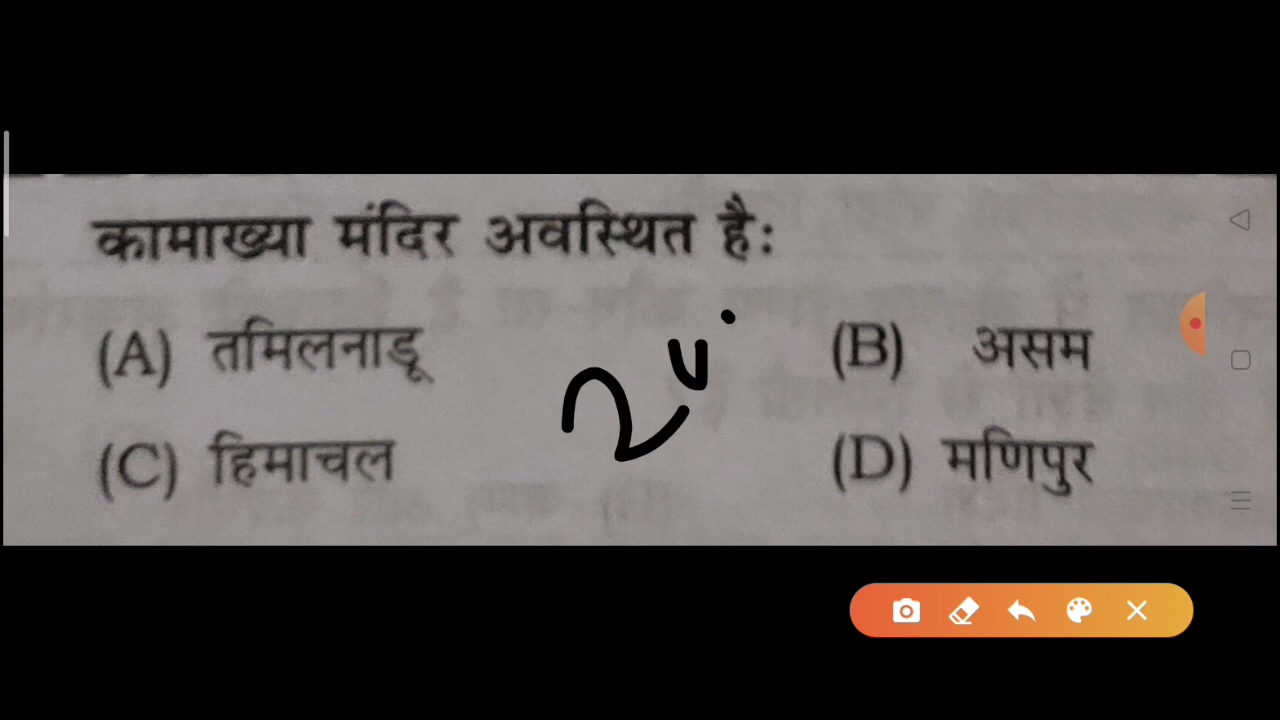 कामाख्या मंदिर अवस्थित हैः
(A) तमिलनाडू (B) असम
(C) हिमाचल (D) मणिपुर